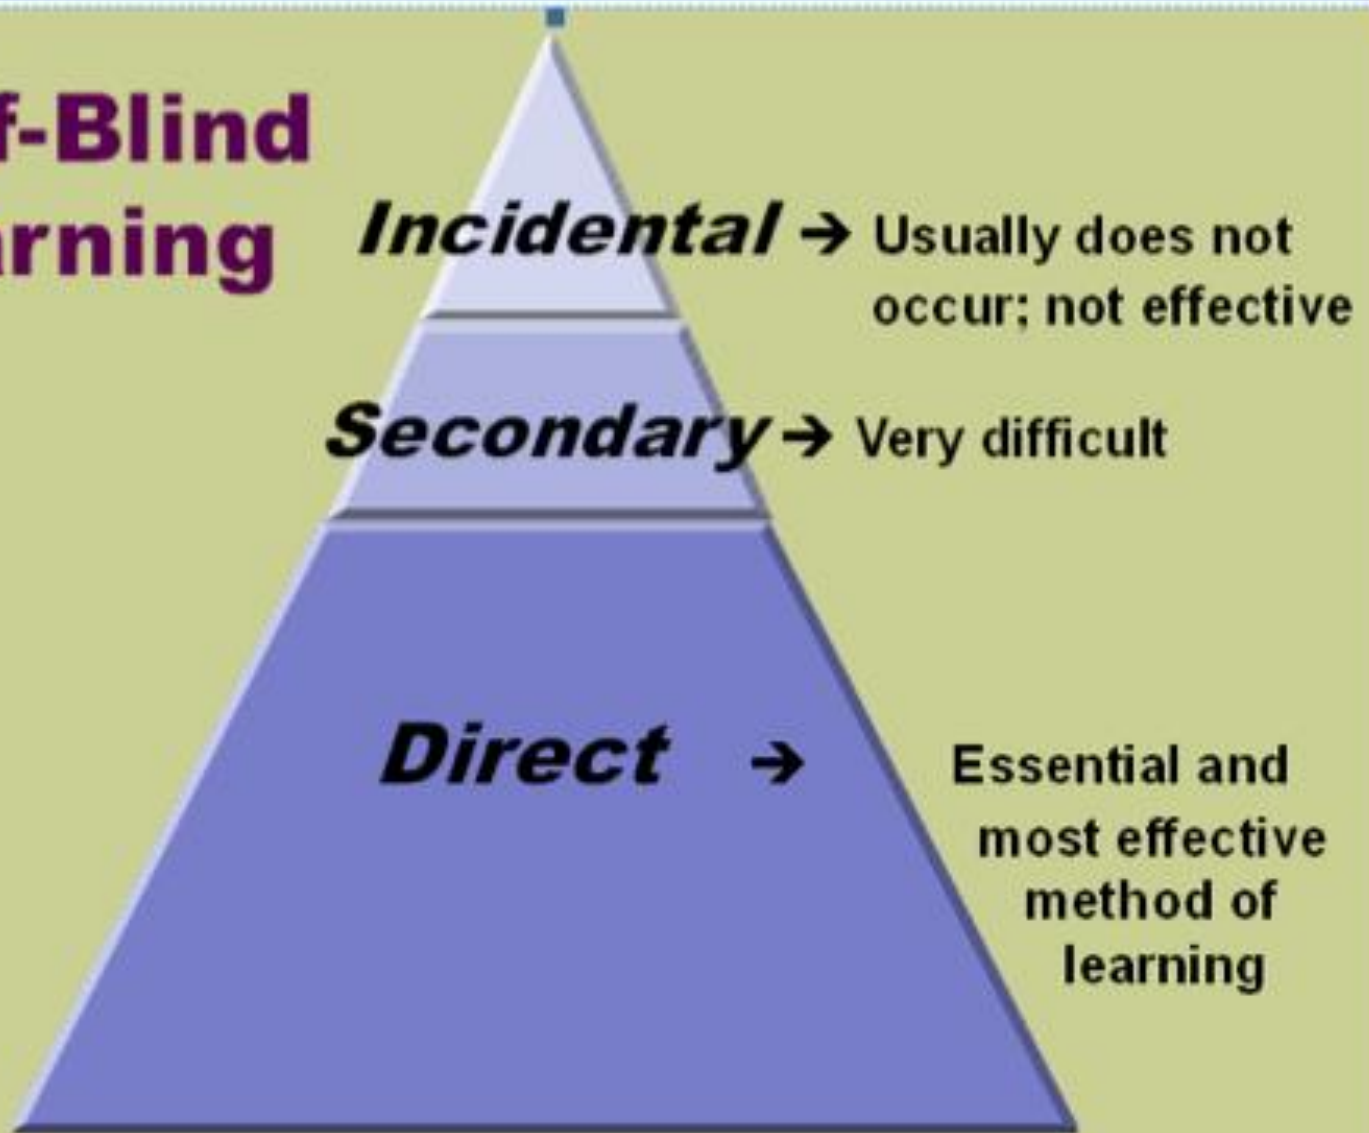 f-Blind
arning
Incidental → Usually does not
occur; not effective
Secondary → Very difficult
Direct → Essential and
most effective
method of
learning